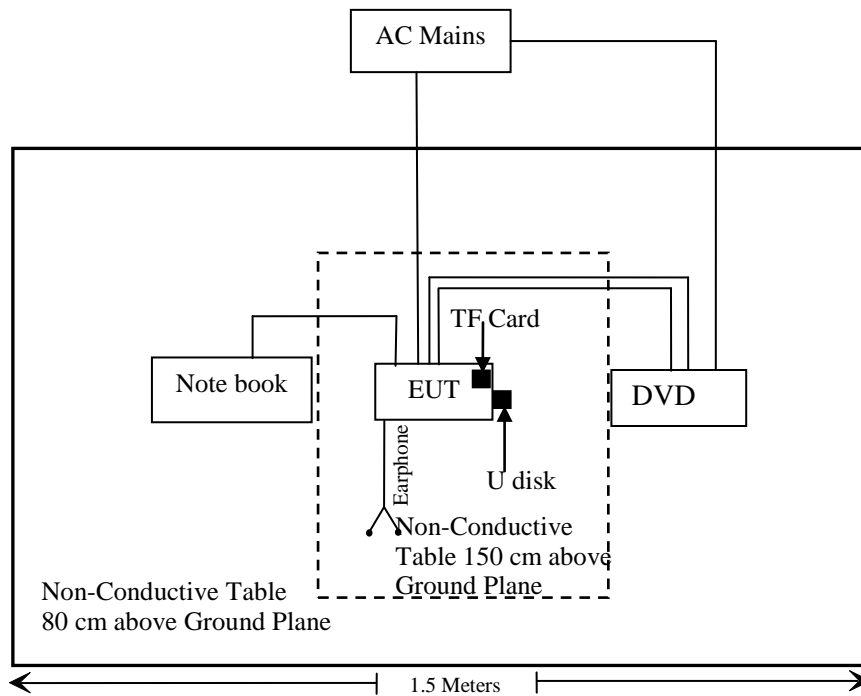 AC Mains
TF Card
Note book
EUT
DVD
Earphone
U disk
Non-Conductive
Table 150 cm above
Ground Plane
Non-Conductive Table
80 cm above Ground Plane
1.5 Meters